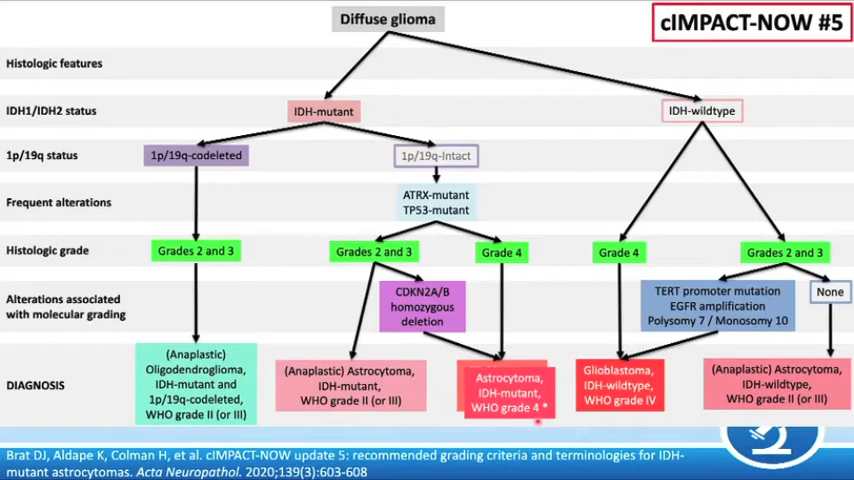 Diffuse glioma
cIMPACT-NOW #5
Histologic features
IDH1/IDH2 status
IDH-mutant
IDH-wildtype
1p/19q status
1p/19q-codeleted
1p/19q-Intact
Frequent alterations
ATRX-mutant
TP53-mutant
Histologic grade
Grades 2 and 3
Grades 2 and 3
Grade 4
Grade 4
Grades 2 and 3
Alterations associated
with molecular grading
CDKN2A/B
homozygous
deletion
TERT promoter mutation
EGFR amplification
Polysomy 7 / Monosomy 10
None
DIAGNOSIS
(Anaplastic)
Oligodendroglioma,
IDH-mutant and
1p/19q-codeleted,
WHO grade II (or III)
(Anaplastic) Astrocytoma,
IDH-mutant,
WHO grade II (or III)
Astrocytoma,
IDH-mutant,
WHO grade 4 *
Glioblastoma,
IDH-wildtype,
WHO grade IV
(Anaplastic) Astrocytoma,
IDH-wildtype,
WHO grade II (or III)
Brat DJ, Aldape K, Colman H, et al. cIMPACT-NOW update 5: recommended grading criteria and terminologies for IDH-
mutant astrocytomas. Acta Neuropathol. 2020;139(3):603-608